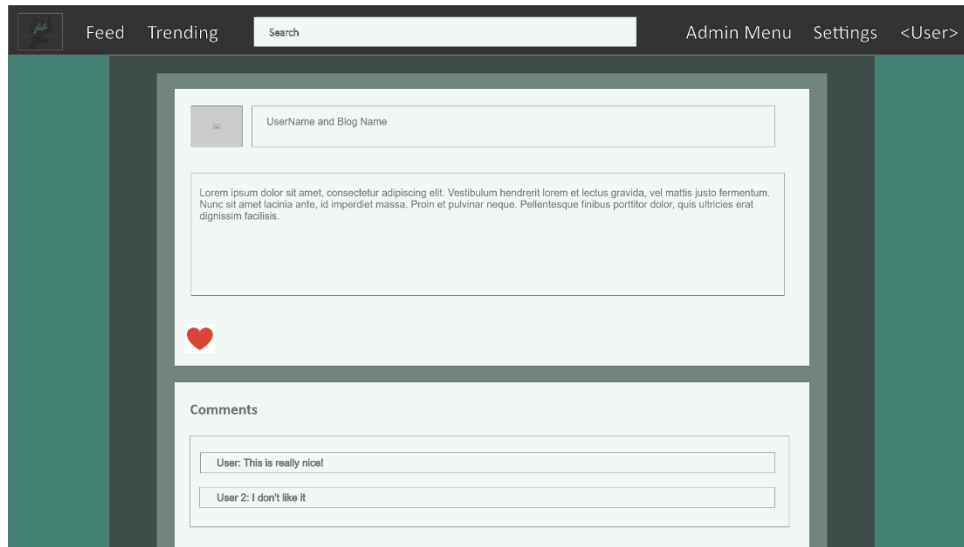 Feed Trending Search Admin Menu Settings <User>
UserName and Blog Name
Lorem ipsum dolor sit amet, consectetur adipiscing elit. Vestibulum hendrerit lorem et lectus gravida, vel mattis justo fermentum.
Nunc sit amet lacinia ante, id imperdiet massa. Proin et pulvinar neque. Pellentesque finibus porttitor dolor, quis ultricies erat
dignissim facilisis.
Comments
User: This is really nice!
User 2: I don't like it